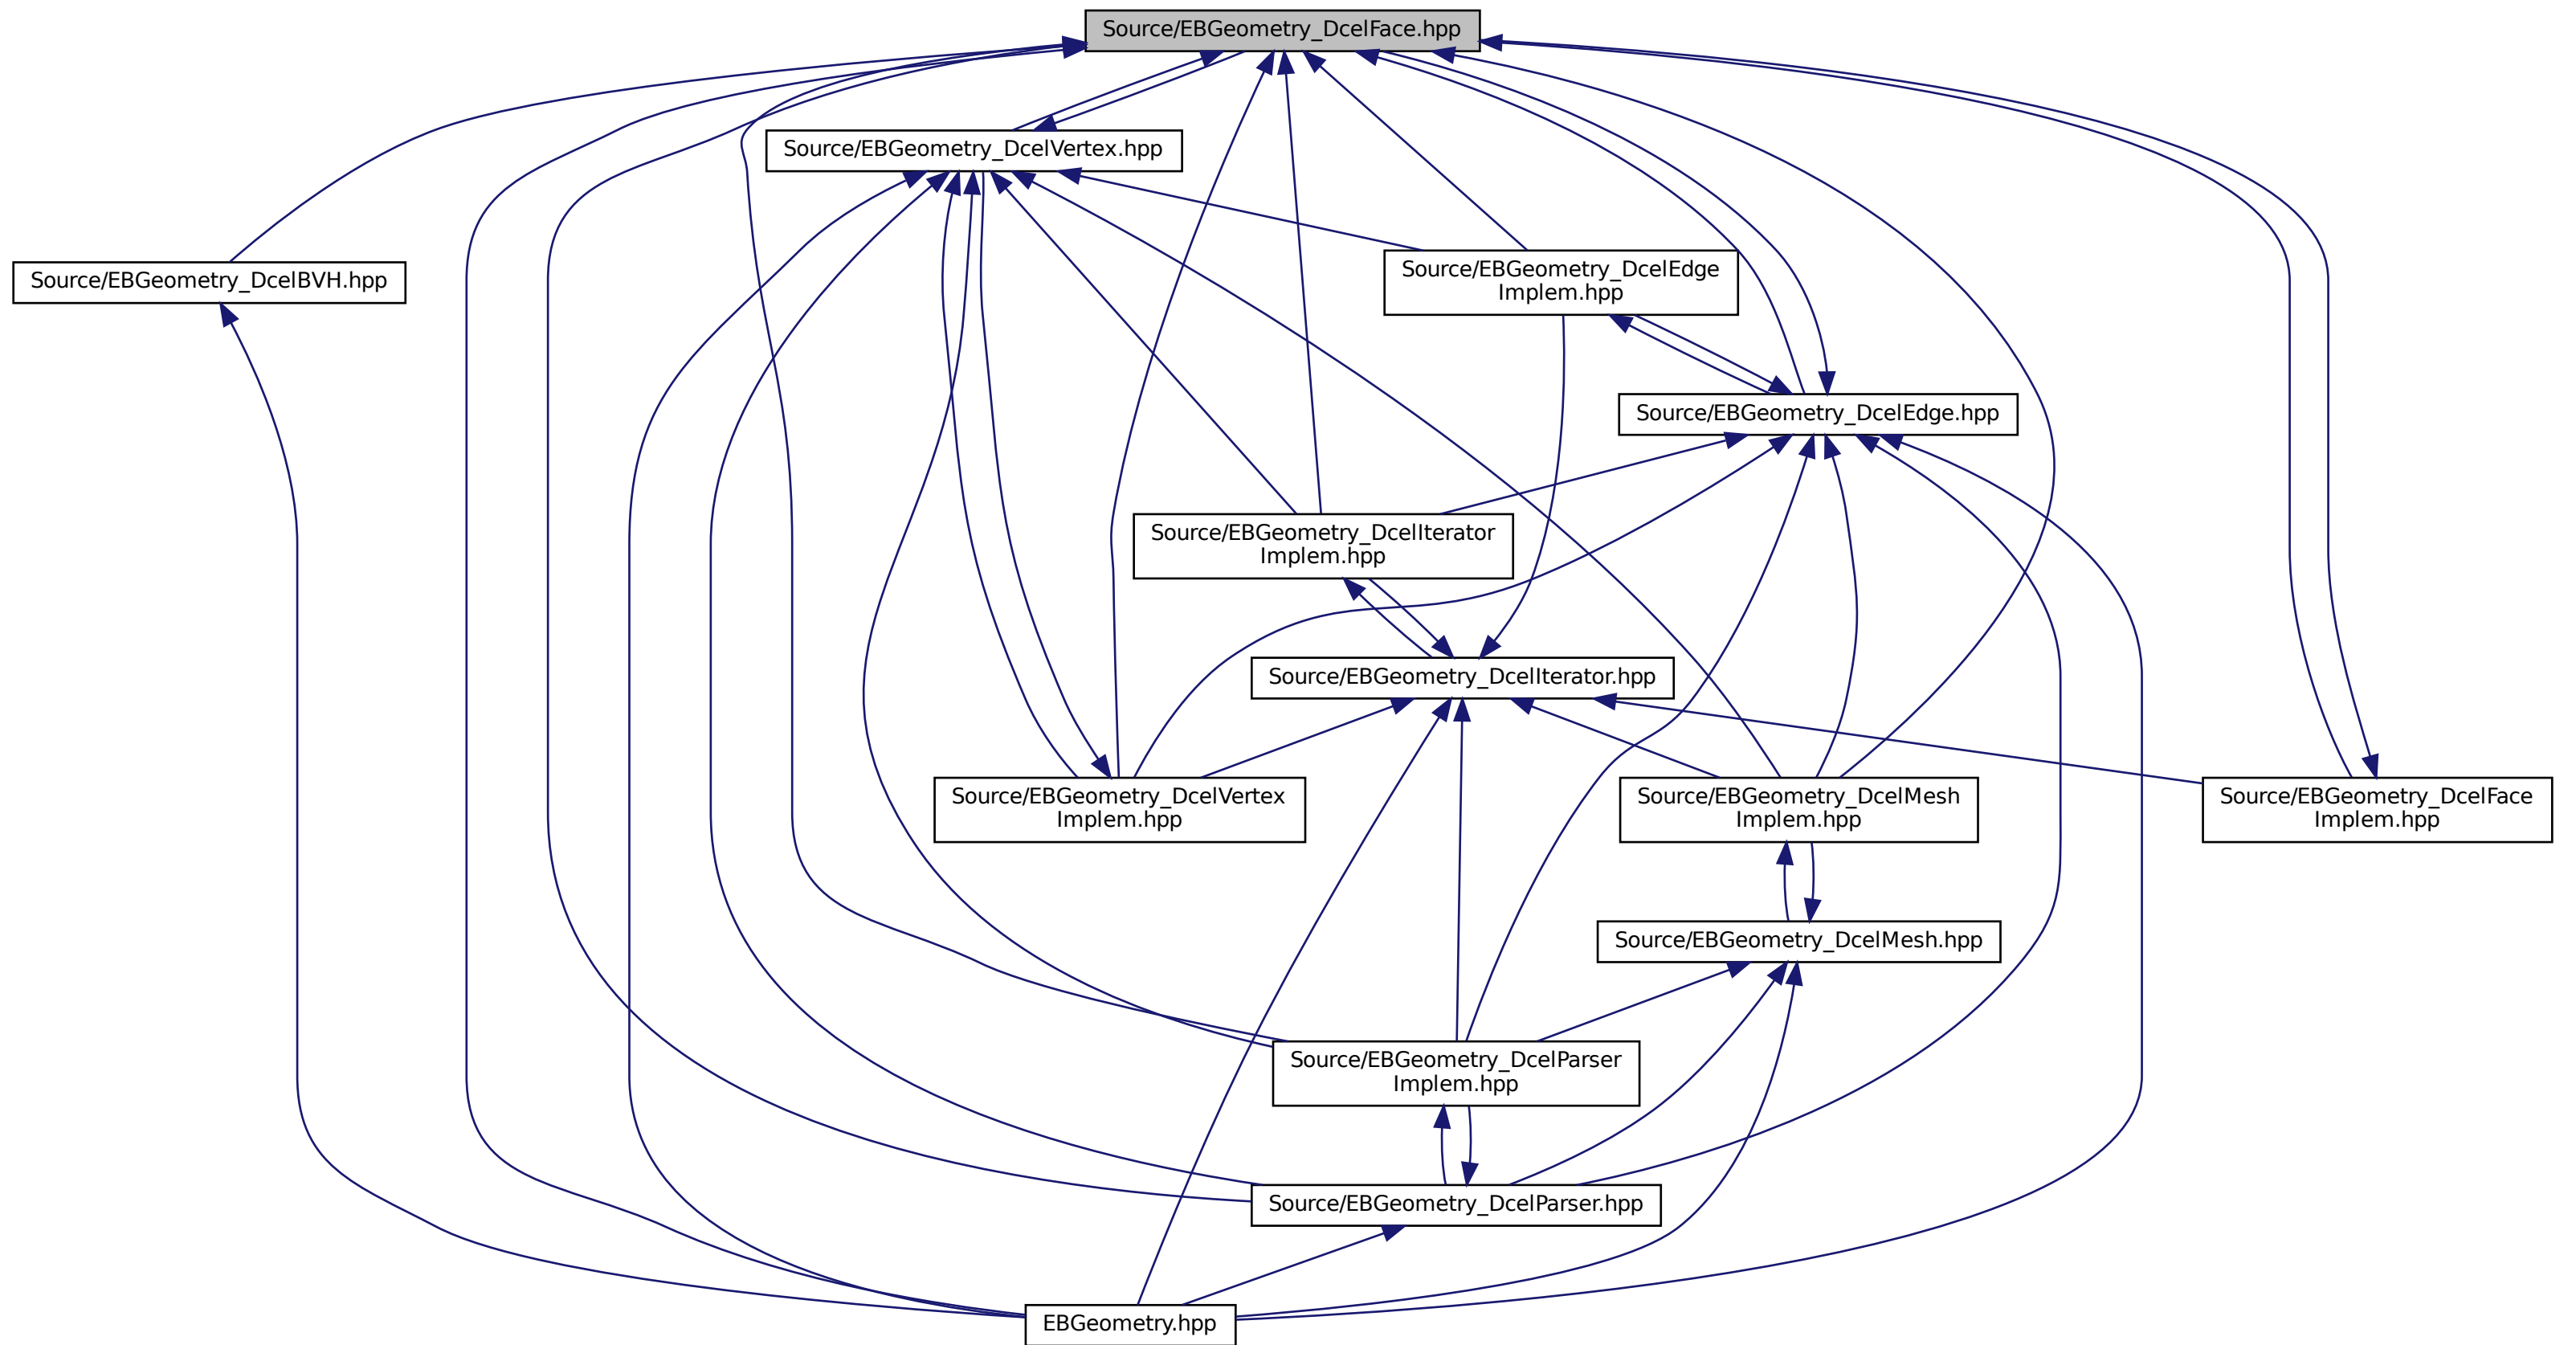 Source/EBGeometry_DcelFace.hpp
Source/EBGeometry_DcelVertex.hpp
Source/EBGeometry_DcelBVH.hpp
Source/EBGeometry_DcelEdge
Implem.hpp
Source/EBGeometry_DcelEdge.hpp
Source/EBGeometry_DcelIterator
Implem.hpp
Source/EBGeometry_DcelIterator.hpp
Source/EBGeometry_DcelVertex
Implem.hpp
Source/EBGeometry_DcelMesh
Implem.hpp
Source/EBGeometry_DcelFace
Implem.hpp
Source/EBGeometry_DcelMesh.hpp
Source/EBGeometry_DcelParser
Implem.hpp
Source/EBGeometry_DcelParser.hpp
EBGeometry.hpp